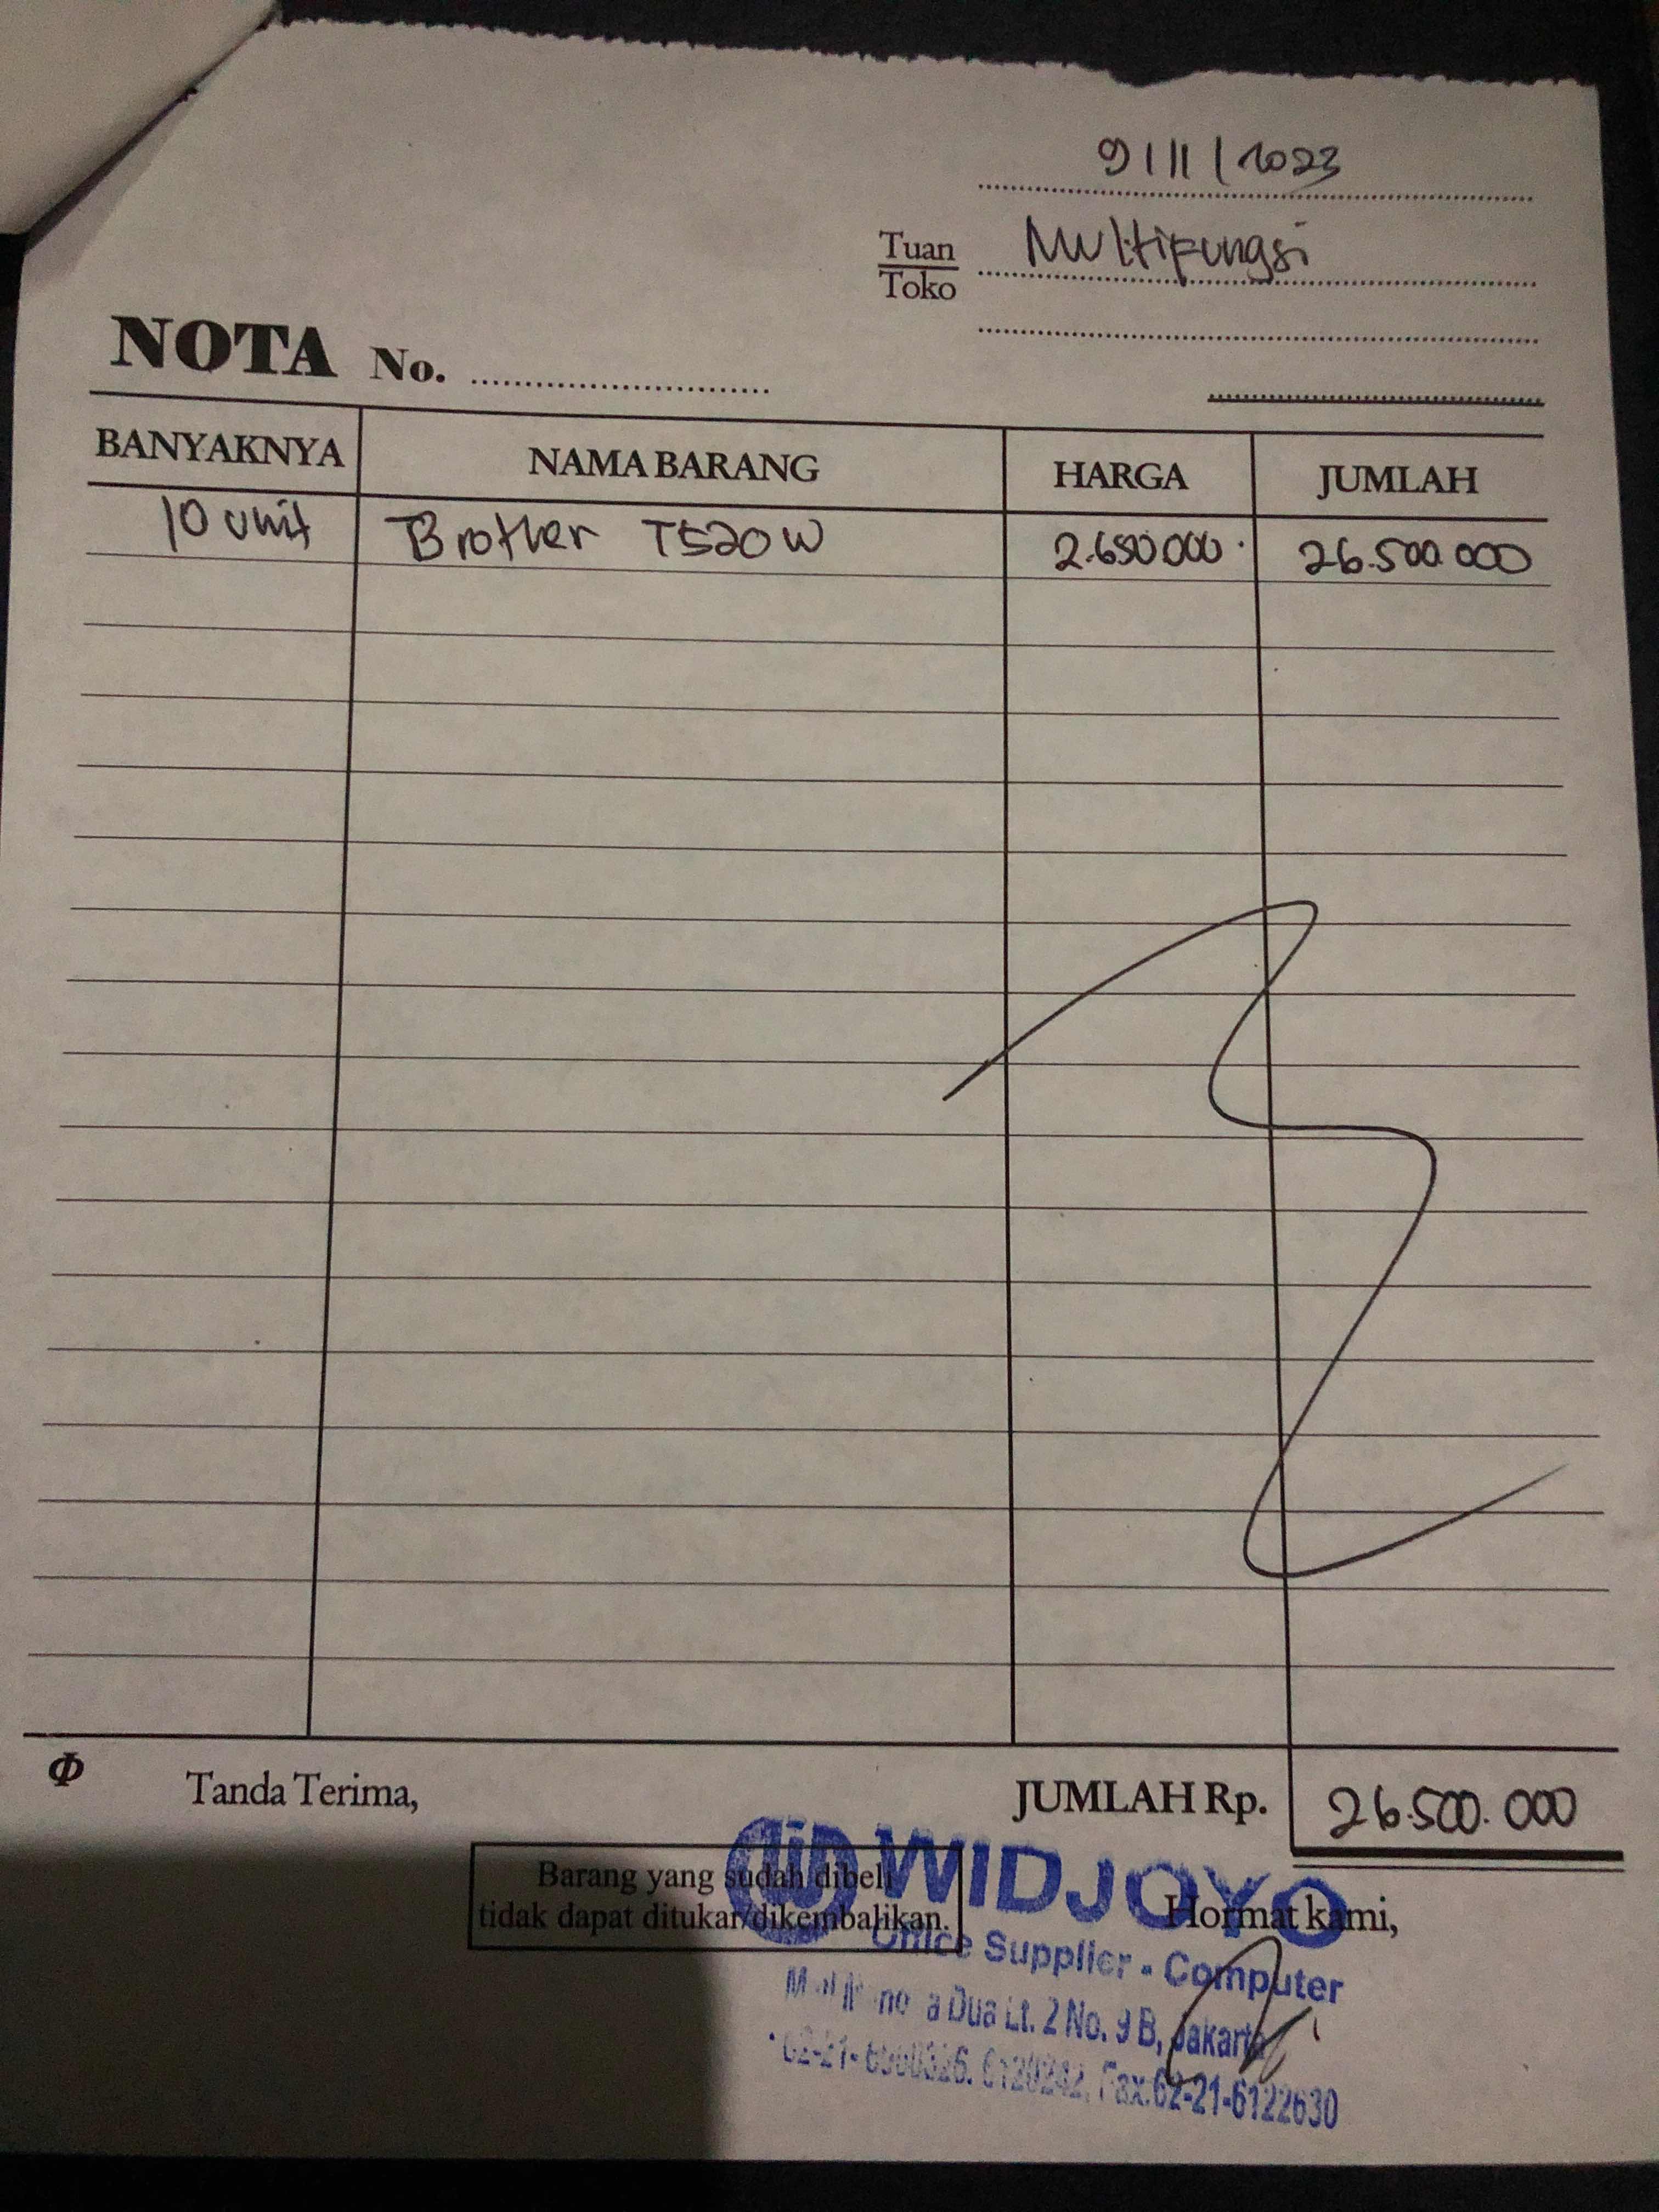 9/11/2023
Tuan
Toko
Multifungsi
NOTA No.
BANYAKNYA NAMA BARANG HARGA JUMLAH
10 unit Brother T520W 2.650.000 26.500.000
Φ
Tanda Terima,
JUMLAH Rp. 26.500.000
Barang yang sudah dibeli
tidak dapat ditukar/dikembalikan.
WIDJOYO
Hormat kami,
Office Supplier - Computer
Dua Lt. 2 No. 9 B, Jakarta
Fax.62-21-6122630